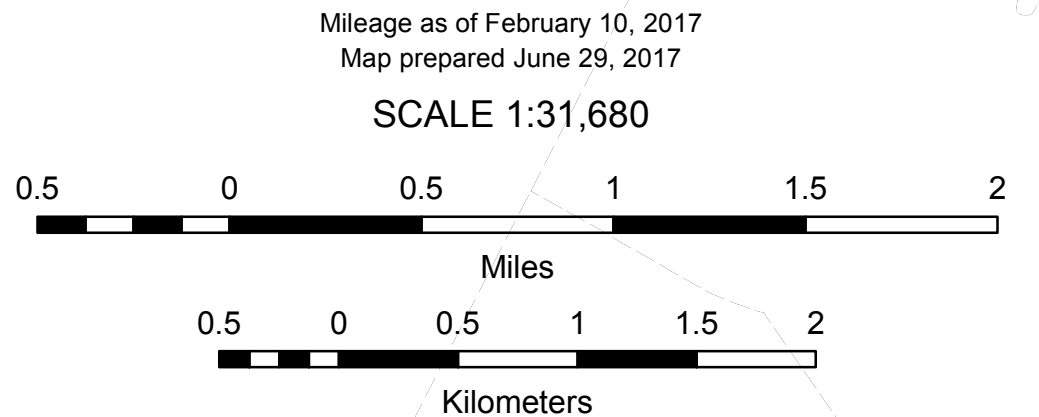 Mileage as of February 10, 2017
Map prepared June 29, 2017
SCALE 1:31,680
0.5 0 0.5 1 1.5 2
Miles
0.5 0 0.5 1 1.5 2
Kilometers